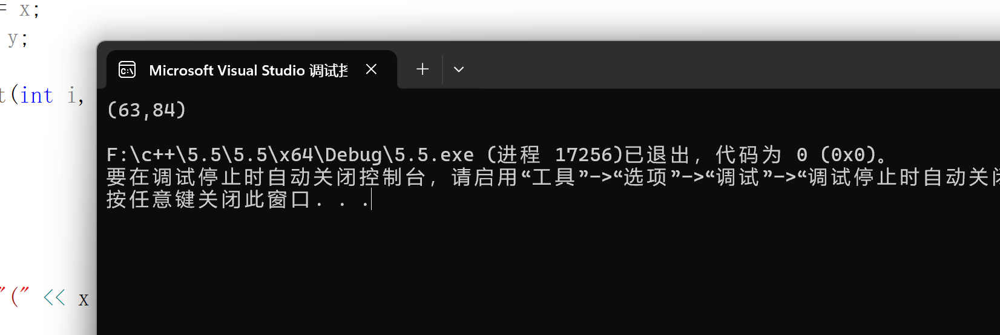 = x;
y;
Microsoft Visual Studio 调试
t(int i,
(63,84)
F:\c++\5.5\5.5\x64\Debug\5.5.exe (进程 17256)已退出，代码为 0 (0x0)。
要在调试停止时自动关闭控制台，请启用“工具”->“选项”->“调试”->“调试停止时自动关闭
按任意键关闭此窗口. . .
"(" << x